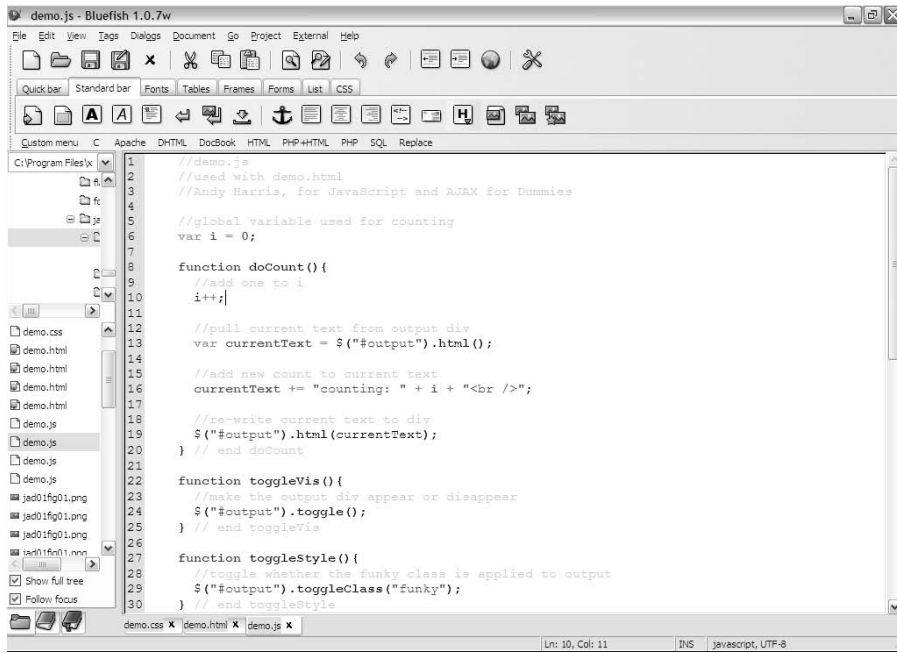 demo.js - Bluefish 1.0.7w
File Edit View Tags Dialogs Document Go Project External Help
Quick bar Standard bar Fonts Tables Frames Forms List CSS
Custom menu C Apache DHTML DocBook HTML PHP+HTML PHP SQL Replace
C:\Program Files\x
demo.css
demo.html
demo.html
demo.html
demo.html
demo.js
demo.js
demo.js
demo.js
jad01fig01.png
jad01fig01.png
jad01fig01.png
jad01fig01.png
Show full tree
Follow focus
1 //demo.js
2 //used with demo.html
3 //Andy Harris, for JavaScript and AJAX for Dummies
4
5 //global variable used for counting
6 var i = 0;
7
8 function doCount(){
9 //add one to i
10 i++;
11
12 //pull current text from output div
13 var currentText = $("#output").html();
14
15 //add new count to current text
16 currentText += "counting: " + i + "<br />";
17
18 //re-write current text to div
19 $("#output").html(currentText);
20 } // end doCount
21
22 function toggleVis(){
23 //make the output div appear or disappear
24 $("#output").toggle();
25 } // end toggleVis
26
27 function toggleStyle(){
28 //toggle whether the funky class is applied to output
29 $("#output").toggleClass("funky");
30 } // end toggleStyle
demo.css x demo.html x demo.js x
Ln: 10, Col: 11 INS javascript, UTF-8